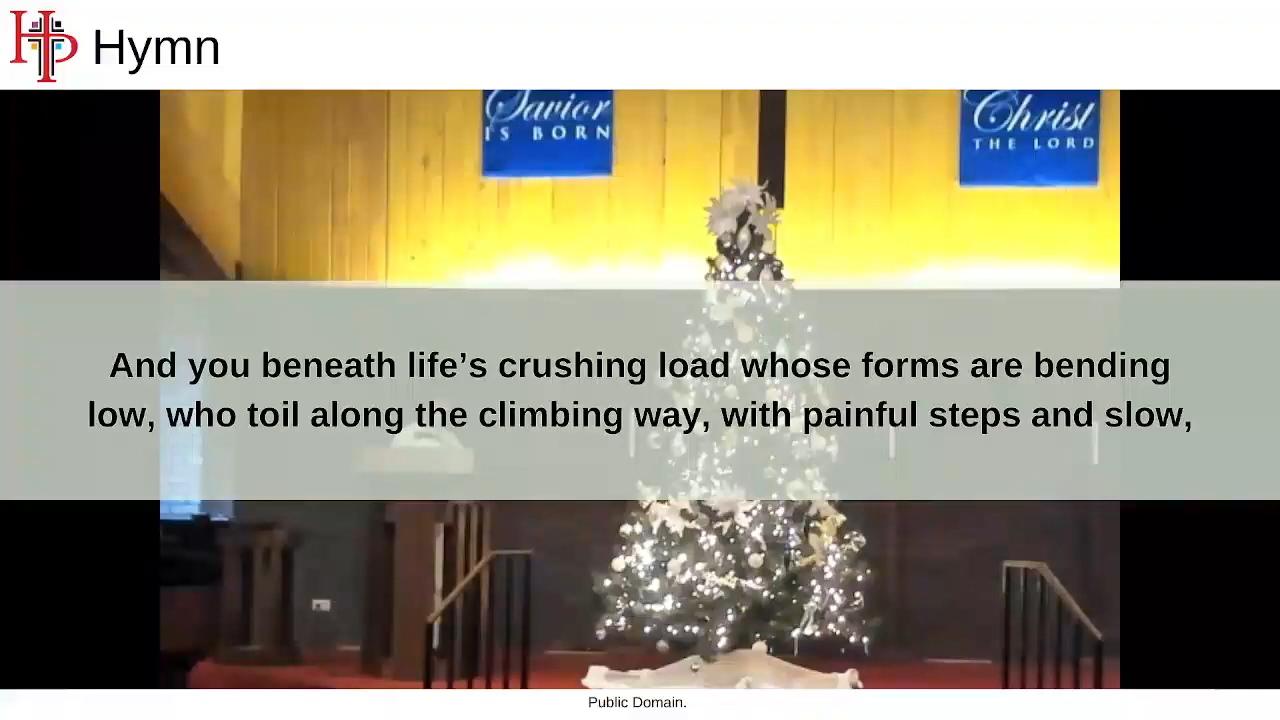 HP Hymn
Savior
IS BORN
Christ
THE LORD
And you beneath life’s crushing load whose forms are bending
low, who toil along the climbing way, with painful steps and slow,
Public Domain.